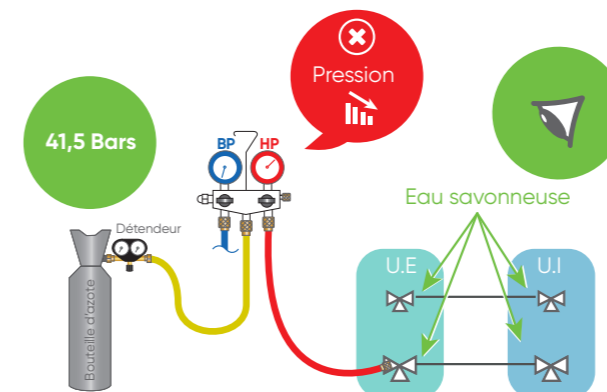 Pression
41,5 Bars
BP
HP
Eau savonneuse
Détendeur
U.E
U.I
Bouteille d'azote